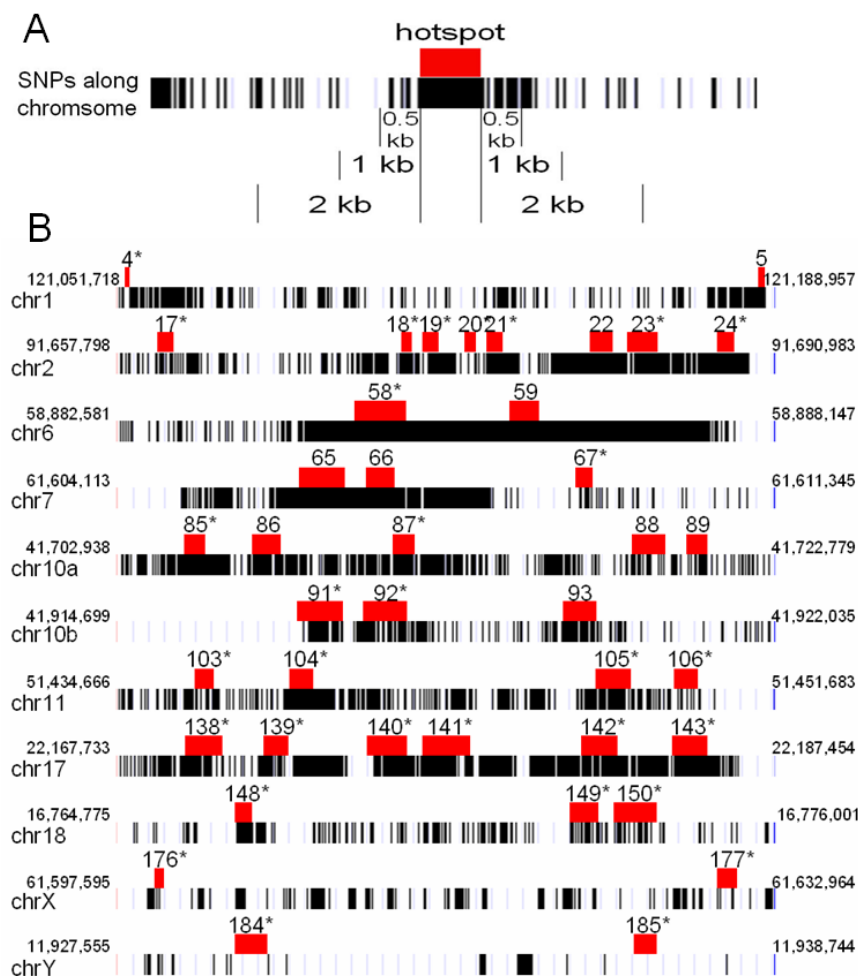 A
hotspot
SNPs along
chromsome
0.5
kb
0.5
kb
1 kb
1 kb
2 kb
2 kb
B
4* 5
121,051,718 121,188,957
chr1
17* 18* 19* 20* 21* 22 23* 24*
91,657,798 91,690,983
chr2
58* 59
58,882,581 58,888,147
chr6
65 66 67*
61,604,113 61,611,345
chr7
85* 86 87* 88 89
41,702,938 41,722,779
chr10a
91* 92* 93
41,914,699 41,922,035
chr10b
103* 104* 105* 106*
51,434,666 51,451,683
chr11
138* 139* 140* 141* 142* 143*
22,167,733 22,187,454
chr17
148* 149* 150*
16,764,775 16,776,001
chr18
176* 177*
61,597,595 61,632,964
chrX
184* 185*
11,927,555 11,938,744
chrY